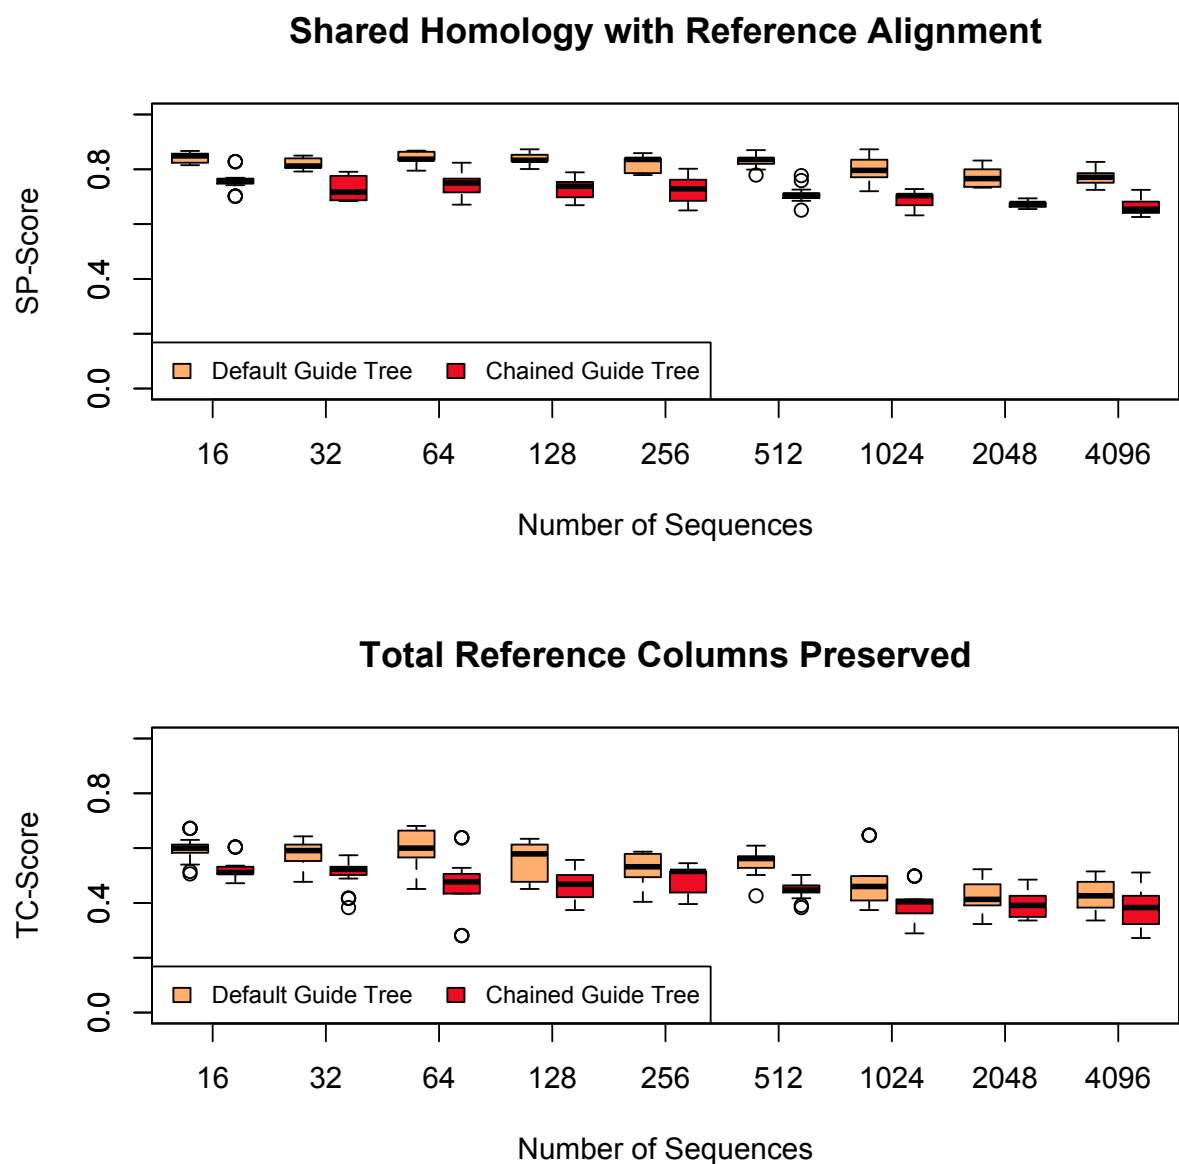 Shared Homology with Reference Alignment
SP-Score
0.8
0.4
0.0
Default Guide Tree Chained Guide Tree
16 32 64 128 256 512 1024 2048 4096
Number of Sequences
Total Reference Columns Preserved
TC-Score
0.8
0.4
0.0
Default Guide Tree Chained Guide Tree
16 32 64 128 256 512 1024 2048 4096
Number of Sequences